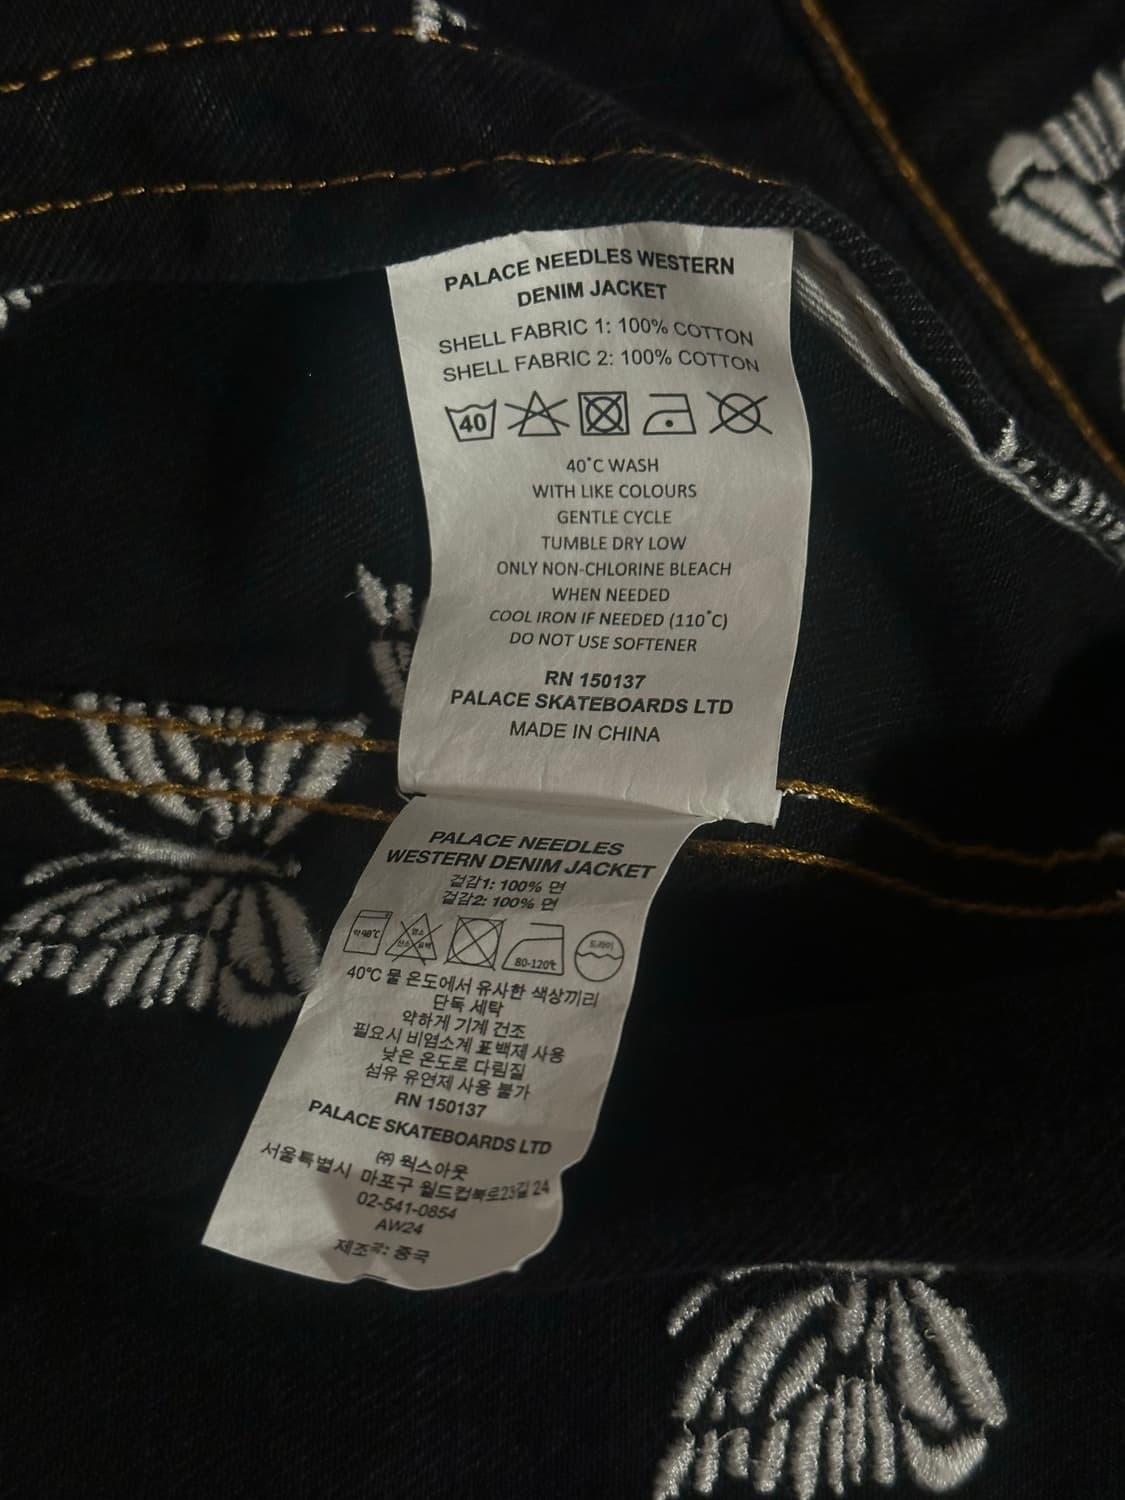 PALACE NEEDLES WESTERN
DENIM JACKET
SHELL FABRIC 1: 100% COTTON
SHELL FABRIC 2: 100% COTTON
40
40°C WASH
WITH LIKE COLOURS
GENTLE CYCLE
TUMBLE DRY LOW
ONLY NON-CHLORINE BLEACH
WHEN NEEDED
COOL IRON IF NEEDED (110°C)
DO NOT USE SOFTENER
RN 150137
PALACE SKATEBOARDS LTD
MADE IN CHINA
PALACE NEEDLES
WESTERN DENIM JACKET
겉감1: 100% 면
겉감2: 100% 면
80-120℃
드라이
40℃ 물 온도에서 유사한 색상끼리
단독 세탁
약하게 기계 건조
필요시 비염소계 표백제 사용
낮은 온도로 다림질
섬유 유연제 사용 불가
RN 150137
PALACE SKATEBOARDS LTD
㈜ 웍스아웃
서울특별시 마포구 월드컵북로23길 24
02-541-0854
AW24
제조국: 중국